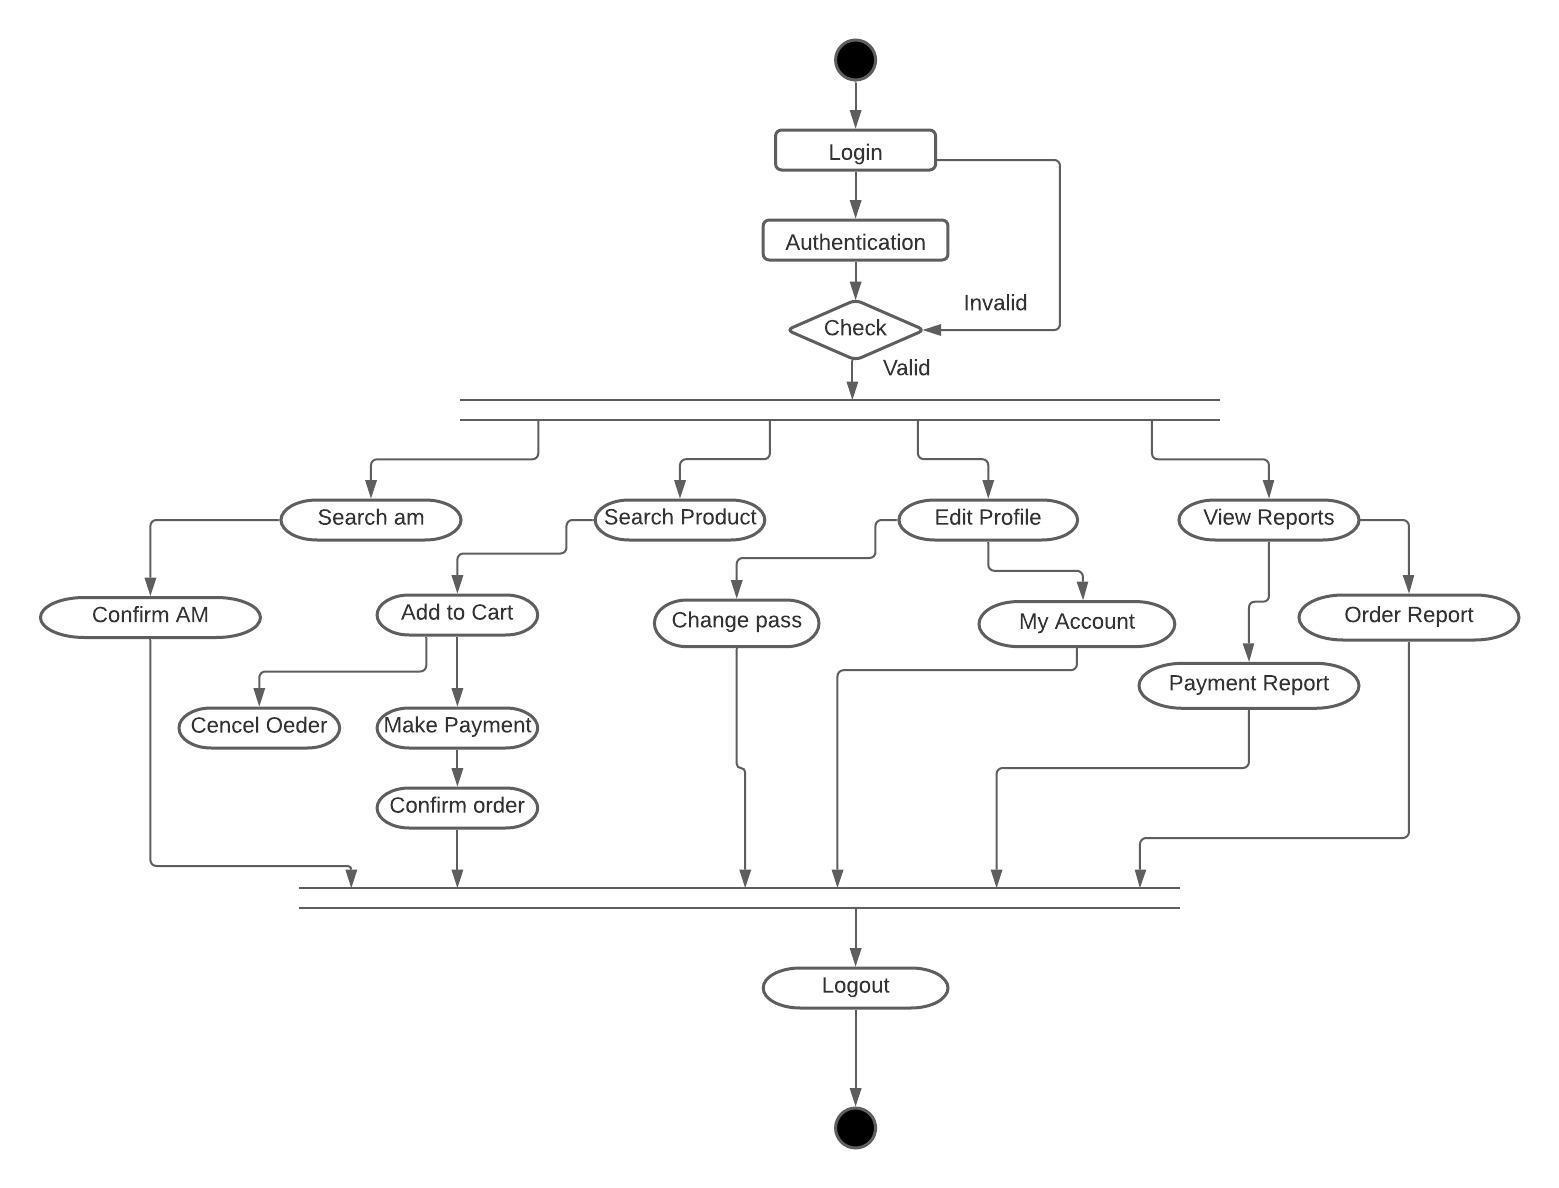 Login
Authentication
Invalid
Check
Valid
Search am
Search Product
Edit Profile
View Reports
Confirm AM
Add to Cart
Change pass
My Account
Order Report
Payment Report
Cencel Oeder
Make Payment
Confirm order
Logout